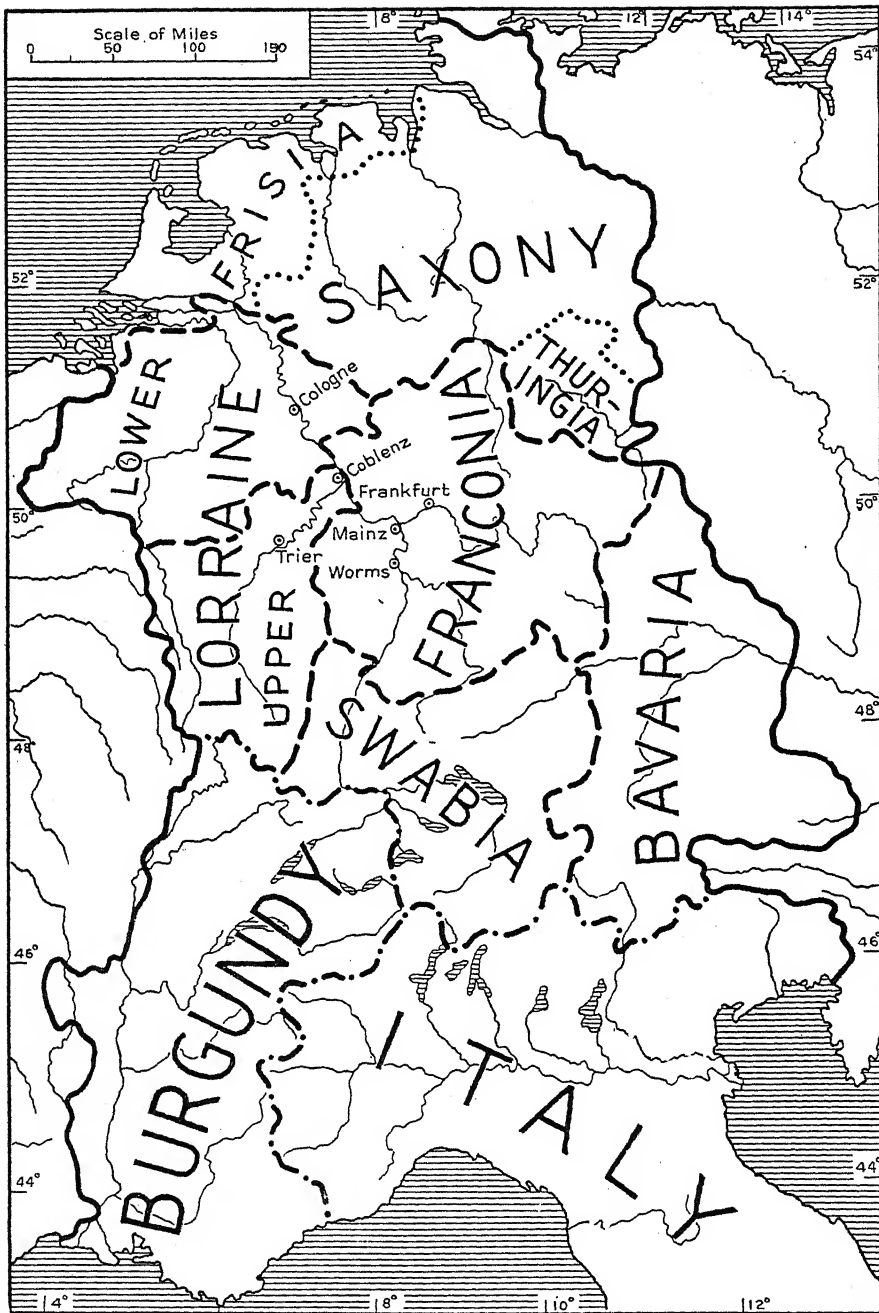 8°
12°
14°
Scale of Miles
0 50 100 150
54°
FRISIA
SAXONY
52°
52°
THUR-
INGIA
LOWER
LORRAINE
UPPER
Cologne
Coblenz
Frankfurt
Mainz
Trier
Worms
FRANCONIA
50°
50°
BAVARIA
SWABIA
48°
48°
BURGUNDY
46°
46°
ITALY
44°
44°
4°
8°
10°
12°